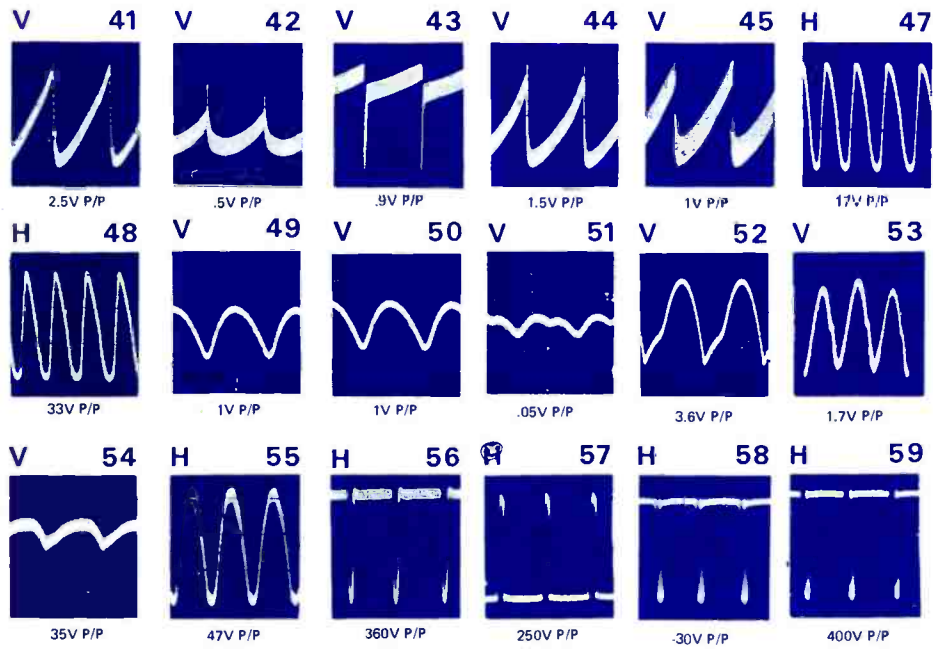 V 41 V 42 V 43 V 44 V 45 H 47
2.5V P/P .5V P/P .9V P/P 1.5V P/P 1V P/P 17V P/P
H 48 V 49 V 50 V 51 V 52 V 53
33V P/P 1V P/P 1V P/P .05V P/P 3.6V P/P 1.7V P/P
V 54 H 55 H 56 H 57 H 58 H 59
35V P/P 47V P/P 360V P/P 250V P/P -30V P/P 400V P/P